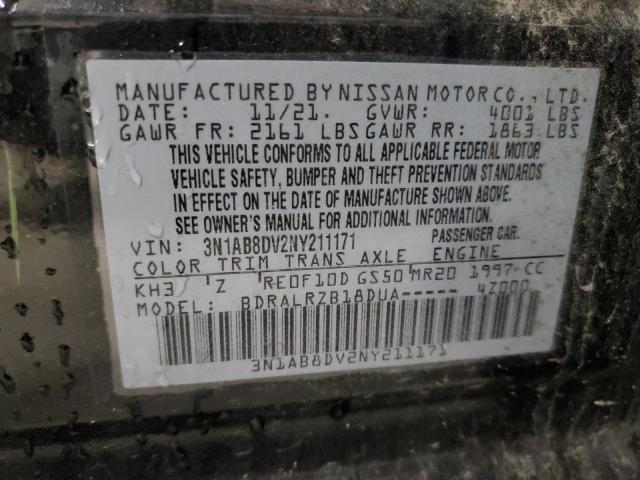 MANUFACTURED BY NISSAN MOTOR CO., LTD.
DATE: 11/21. GVWR: 4001 LBS
GAWR FR: 2161 LBS GAWR RR: 1863 LBS
THIS VEHICLE CONFORMS TO ALL APPLICABLE FEDERAL MOTOR
VEHICLE SAFETY, BUMPER AND THEFT PREVENTION STANDARDS
IN EFFECT ON THE DATE OF MANUFACTURE SHOWN ABOVE.
SEE OWNER'S MANUAL FOR ADDITIONAL INFORMATION.
VIN: 3N1AB8DV2NY211171 PASSENGER CAR.
COLOR TRIM TRANS AXLE ENGINE
KH3 Z RE0F10D GS50 MR20 1997 CC
MODEL: BDRALRZB18DUA----- 4Z000
3N1AB8DV2NY211171